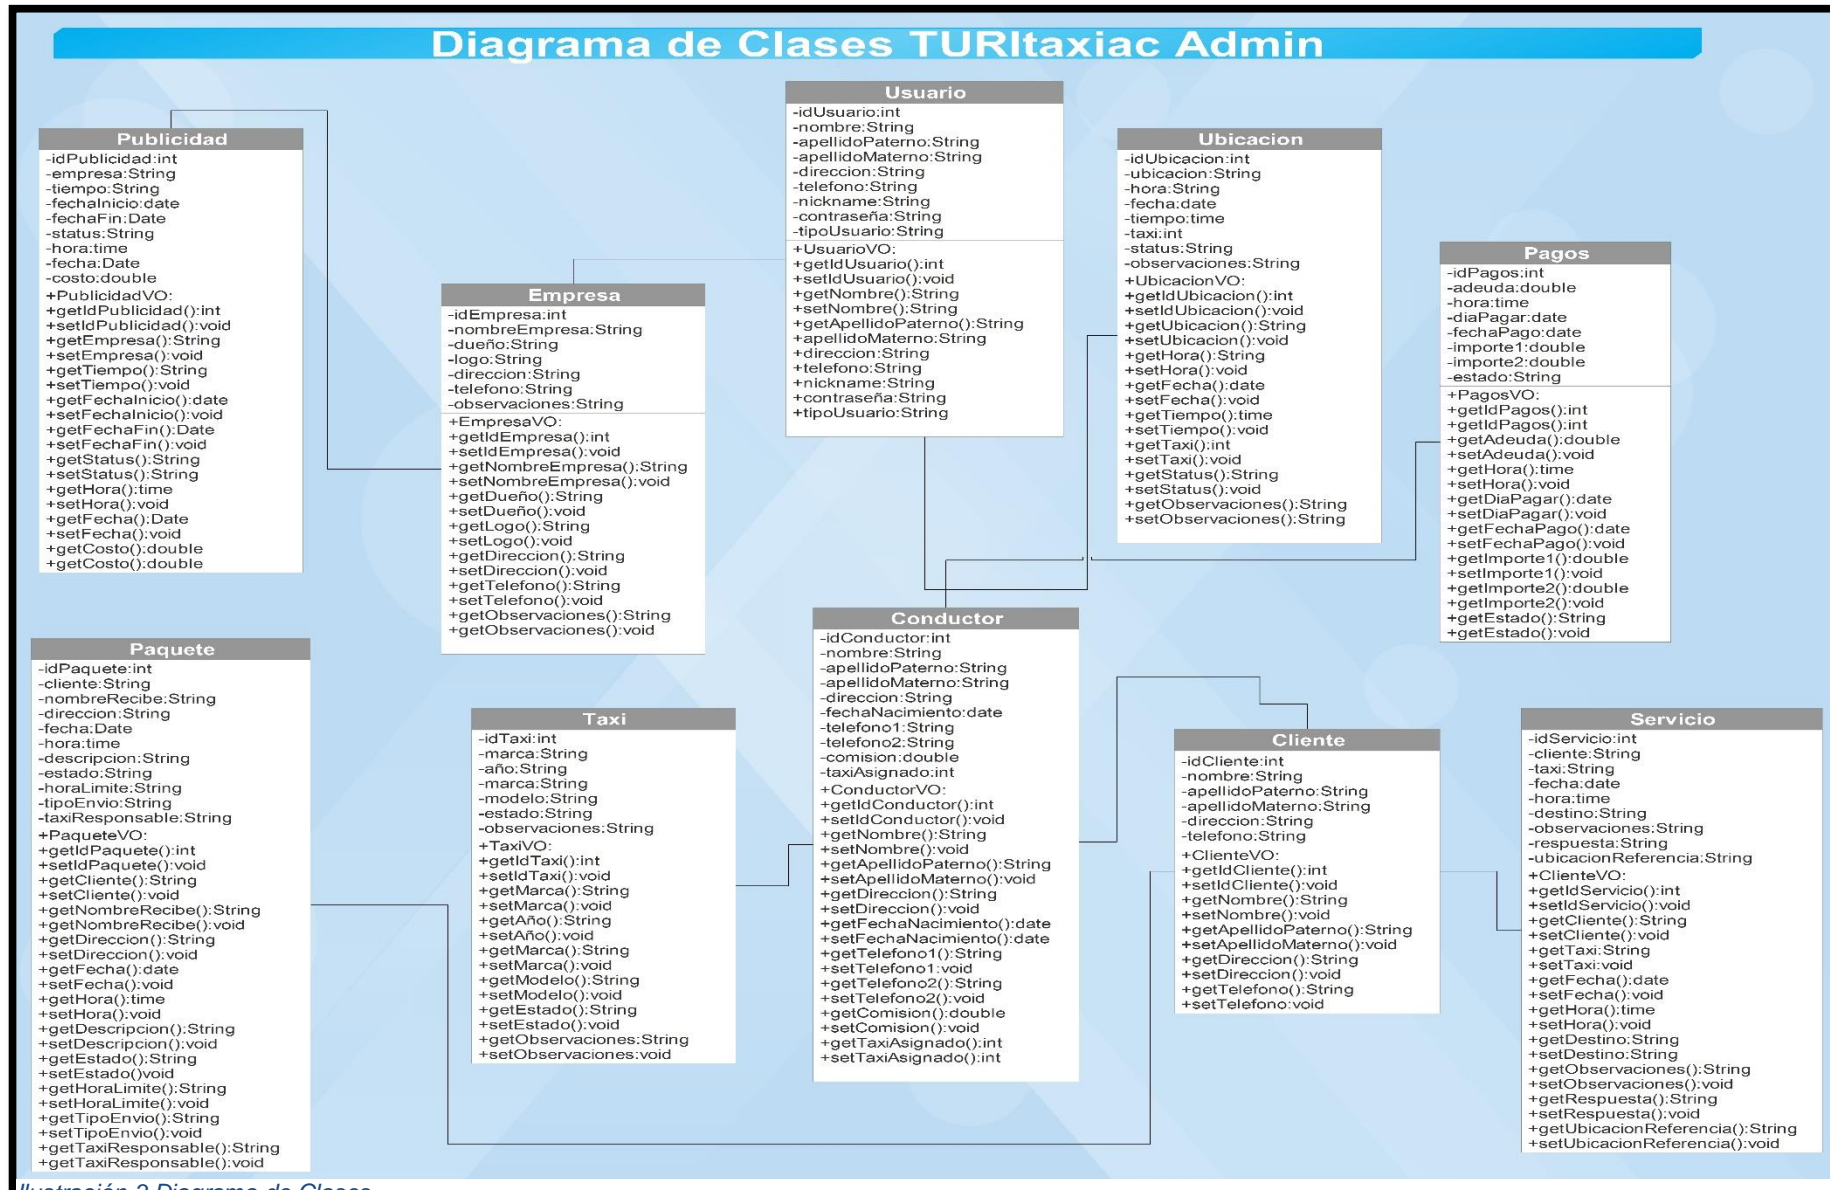 Diagrama de Clases TURItaxiac Admin
Publicidad
-idPublicidad:int
-empresa:String
-tiempo:String
-fechaInicio:date
-fechaFin:Date
-status:String
-hora:time
-fecha:Date
-costo:double
+PublicidadVO:
+getIdPublicidad():int
+setIdPublicidad():void
+getEmpresa():String
+setEmpresa():void
+getTiempo():String
+setTiempo():void
+getFechaInicio():date
+setFechaInicio():void
+getFechaFin():Date
+setFechaFin():void
+getStatus():String
+setStatus():String
+getHora():time
+setHora():void
+getFecha():Date
+setFecha():void
+getCosto():double
+getCosto():double
Empresa
-idEmpresa:int
-nombreEmpresa:String
-dueño:String
-logo:String
-direccion:String
-telefono:String
-observaciones:String
+EmpresaVO:
+getIdEmpresa():int
+setIdEmpresa():void
+getNombreEmpresa():String
+setNombreEmpresa():void
+getDueño():String
+setDueño():void
+getLogo():String
+setLogo():void
+getDireccion():String
+setDireccion():void
+getTelefono():String
+setTelefono():void
+getObservaciones():String
+getObservaciones():void
Usuario
-idUsuario:int
-nombre:String
-apellidoPaterno:String
-apellidoMaterno:String
-direccion:String
-telefono:String
-nickname:String
-contraseña:String
-tipoUsuario:String
+UsuarioVO:
+getIdUsuario():int
+setIdUsuario():void
+getNombre():String
+setNombre():String
+getApellidoPaterno():String
+apellidoMaterno:String
+direccion:String
+telefono:String
+nickname:String
+contraseña:String
+tipoUsuario:String
Ubicacion
-idUbicacion:int
-ubicacion:String
-hora:String
-fecha:date
-tiempo:time
-taxi:int
-status:String
-observaciones:String
+UbicacionVO:
+getIdUbicacion():int
+setIdUbicacion():void
+getUbicacion():String
+setUbicacion():void
+getHora():String
+setHora():void
+getFecha():date
+setFecha():void
+getTiempo():time
+setTiempo():void
+getTaxi():int
+setTaxi():void
+getStatus():String
+setStatus():void
+getObservaciones():String
+setObservaciones():String
Pagos
-idPagos:int
-adeuda:double
-hora:time
-diaPagar:date
-fechaPago:date
-importe1:double
-importe2:double
-estado:String
+PagosVO:
+getIdPagos():int
+getIdPagos():int
+getAdeuda():double
+setAdeuda():void
+getHora():time
+setHora():void
+getDiaPagar():date
+setDiaPagar():void
+getFechaPago():date
+setFechaPago():void
+getImporte1():double
+setImporte1():void
+getImporte2():double
+getImporte2():void
+getEstado():String
+getEstado():void
Paquete
-idPaquete:int
-cliente:String
-nombreRecibe:String
-direccion:String
-fecha:Date
-hora:time
-descripcion:String
-estado:String
-horaLimite:String
-tipoEnvio:String
-taxiResponsable:String
+PaqueteVO:
+getIdPaquete():int
+setIdPaquete():void
+getCliente():String
+setCliente():void
+getNombreRecibe():String
+getNombreRecibe():void
+getDireccion():String
+setDireccion():void
+getFecha():date
+setFecha():void
+getHora():time
+setHora():void
+getDescripcion():String
+setDescripcion():void
+getEstado():String
+setEstado()void
+getHoraLimite():String
+setHoraLimite():void
+getTipoEnvio():String
+setTipoEnvio():void
+getTaxiResponsable():String
+getTaxiResponsable():void
Taxi
-idTaxi:int
-marca:String
-año:String
-marca:String
-modelo:String
-estado:String
-observaciones:String
+TaxiVO:
+getIdTaxi():int
+setIdTaxi():void
+getMarca():String
+setMarca():void
+getAño():String
+setAño():void
+getMarca():String
+setMarca():void
+getModelo():String
+setModelo():void
+getEstado():String
+setEstado():void
+getObservaciones:String
+setObservaciones:void
Conductor
-idConductor:int
-nombre:String
-apellidoPaterno:String
-apellidoMaterno:String
-direccion:String
-fechaNacimiento:date
-telefono1:String
-telefono2:String
-comision:double
-taxiAsignado:int
+ConductorVO:
+getIdConductor():int
+setIdConductor():void
+getNombre():String
+setNombre():void
+getApellidoPaterno():String
+setApellidoMaterno():void
+getDireccion():String
+setDireccion():void
+getFechaNacimiento():date
+setFechaNacimiento():date
+getTelefono1():String
+setTelefono1:void
+getTelefono2():String
+setTelefono2():void
+getComision():double
+setComision():void
+getTaxiAsignado():int
+setTaxiAsignado():int
Cliente
-idCliente:int
-nombre:String
-apellidoPaterno:String
-apellidoMaterno:String
-direccion:String
-telefono:String
+ClienteVO:
+getIdCliente():int
+setIdCliente():void
+getNombre():String
+setNombre():void
+getApellidoPaterno():String
+setApellidoMaterno():void
+getDireccion():String
+setDireccion():void
+getTelefono():String
+setTelefono:void
Servicio
-idServicio:int
-cliente:String
-taxi:String
-fecha:date
-hora:time
-destino:String
-observaciones:String
-respuesta:String
-ubicacionReferencia:String
+ClienteVO:
+getIdServicio():int
+setIdServicio():void
+getCliente():String
+setCliente():void
+getTaxi:String
+setTaxi:void
+getFecha():date
+setFecha():void
+getHora():time
+setHora():void
+getDestino:String
+setDestino:String
+getObservaciones():String
+setObservaciones():void
+getRespuesta():String
+setRespuesta():void
+getUbicacionReferencia():String
+setUbicacionReferencia():void
Ilustración 2 Diagrama de Clases